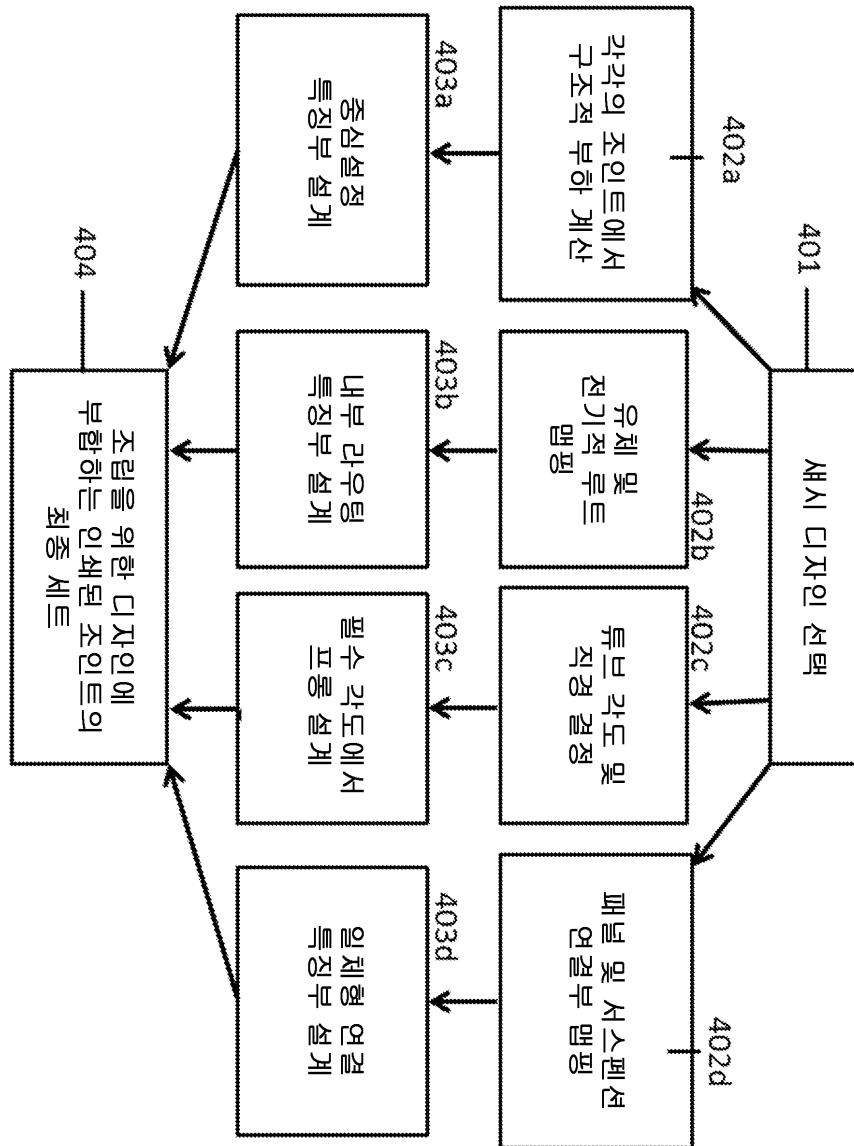 401
섀시 디자인 선택
402a
각각의 조인트에서
구조적 부하 계산
402b
유체 및
전기적 루트
맵핑
402c
튜브 각도 및
직경 결정
402d
패널 및 서스펜션
연결부 맵핑
403a
중심설정
특징부 설계
403b
내부 라우팅
특징부 설계
403c
필수 각도에서
프롱 설계
403d
일체형 연결
특징부 설계
404
조립을 위한 디자인에
부합하는 인쇄된 조인트의
최종 세트